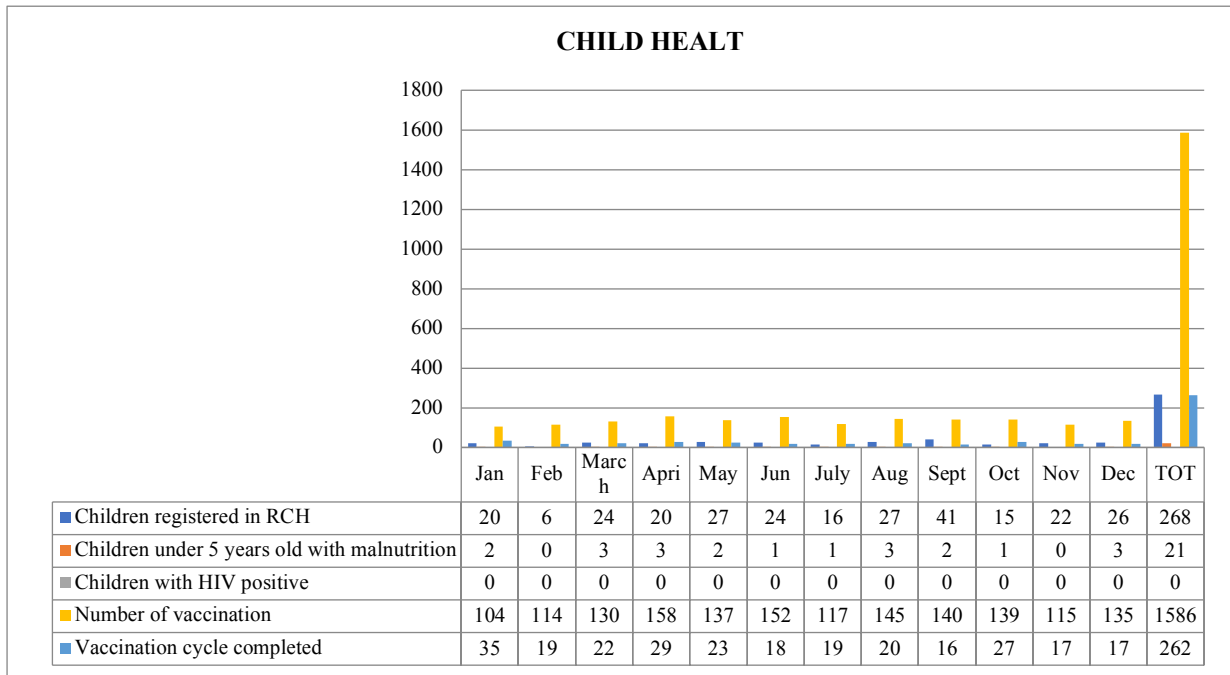 CHILD HEALT
1800
1600
1400
1200
1000
800
600
400
200
0
Jan Feb Marc h Apri May Jun July Aug Sept Oct Nov Dec TOT
Children registered in RCH 20 6 24 20 27 24 16 27 41 15 22 26 268
Children under 5 years old with malnutrition 2 0 3 3 2 1 1 3 2 1 0 3 21
Children with HIV positive 0 0 0 0 0 0 0 0 0 0 0 0 0
Number of vaccination 104 114 130 158 137 152 117 145 140 139 115 135 1586
Vaccination cycle completed 35 19 22 29 23 18 19 20 16 27 17 17 262